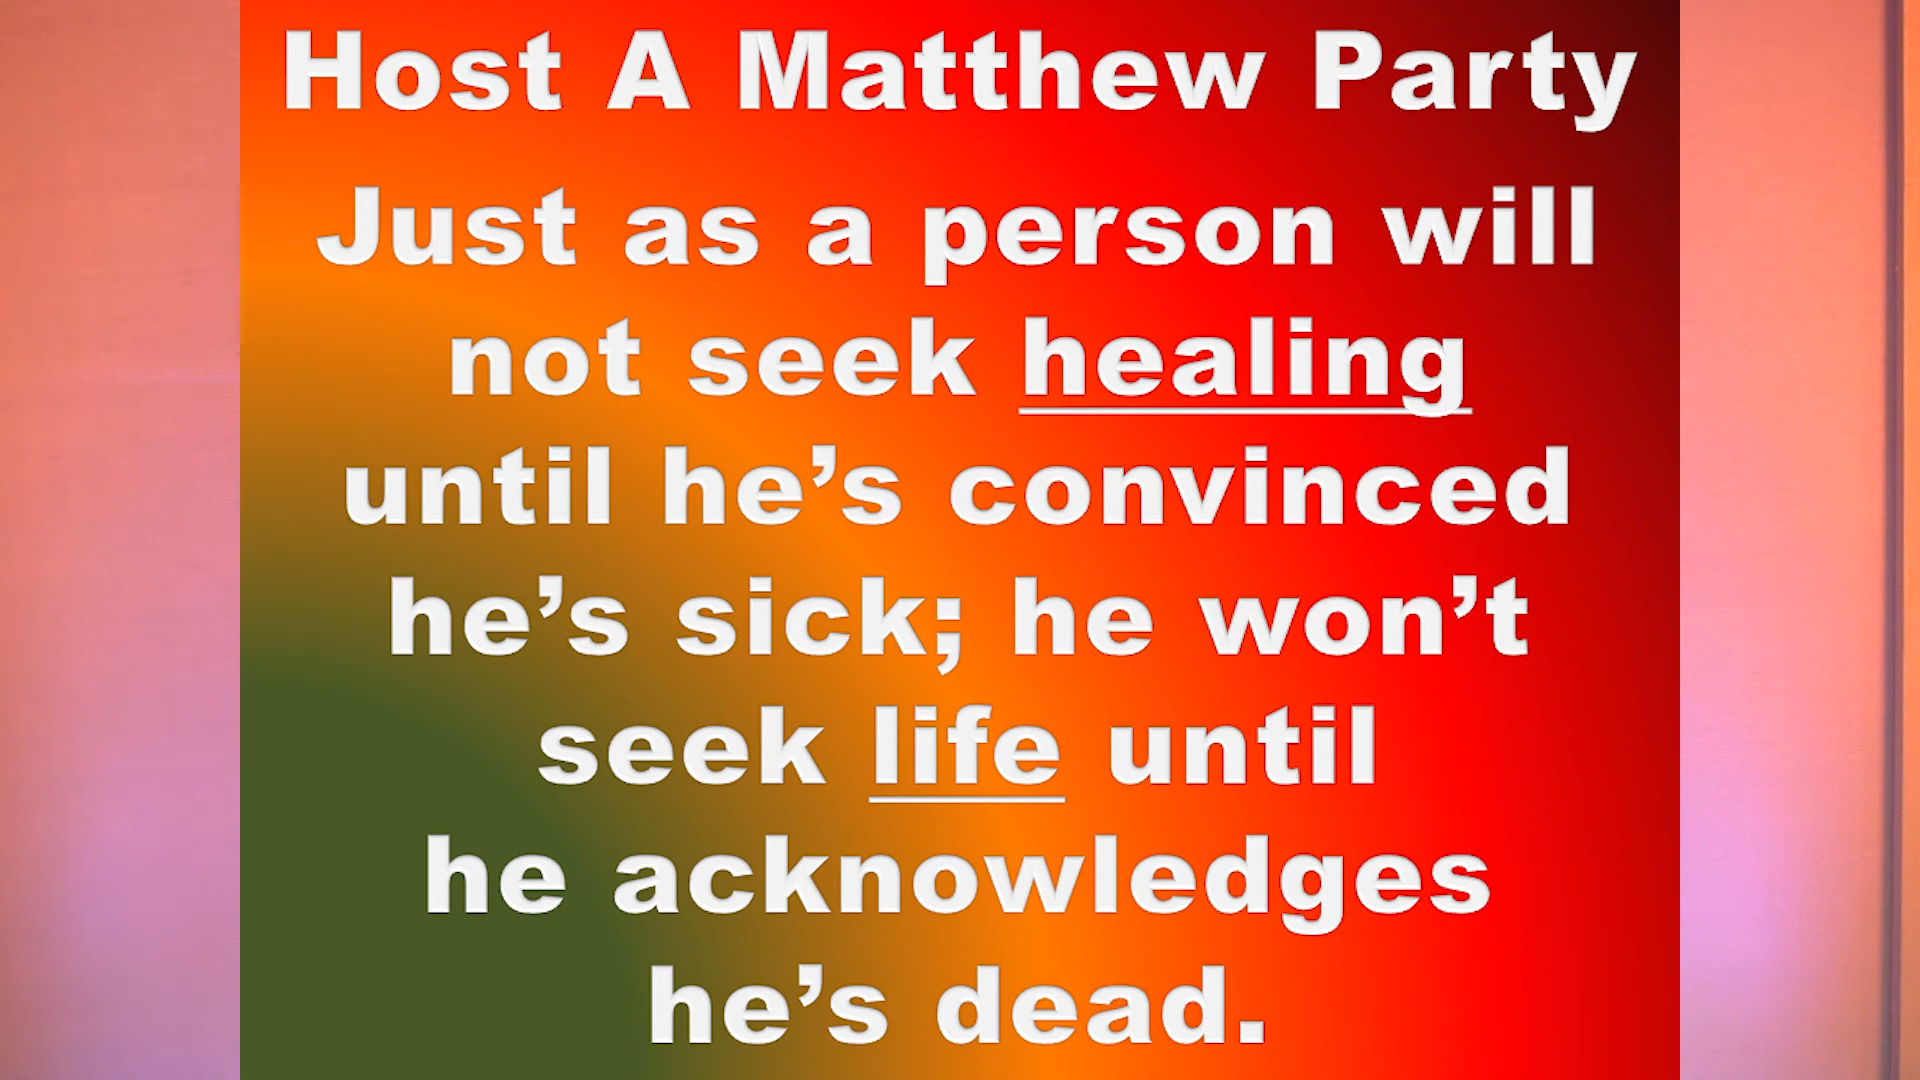 Host A Matthew Party
Just as a person will
not seek healing
until he’s convinced
he’s sick; he won’t
seek life until
he acknowledges
he’s dead.